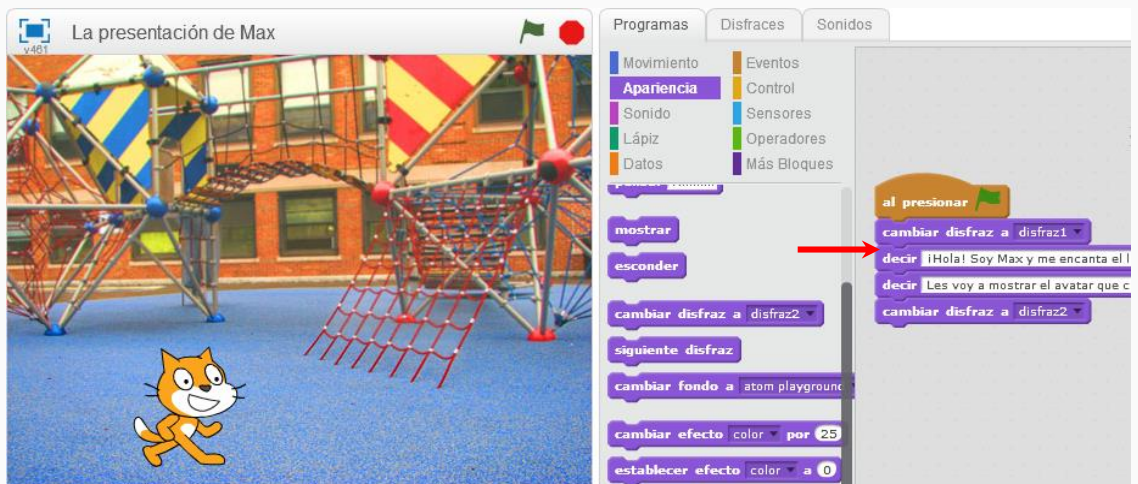 La presentación de Max
v461
Programas
Disfraces
Sonidos
Movimiento
Eventos
Apariencia
Control
Sonido
Sensores
Lápiz
Operadores
Datos
Más Bloques
mostrar
esconder
cambiar disfraz a disfraz2
siguiente disfraz
cambiar fondo a atom playground
cambiar efecto color por 25
establecer efecto color a 0
al presionar
cambiar disfraz a disfraz1
decir ¡Hola! Soy Max y me encanta el l
decir Les voy a mostrar el avatar que c
cambiar disfraz a disfraz2